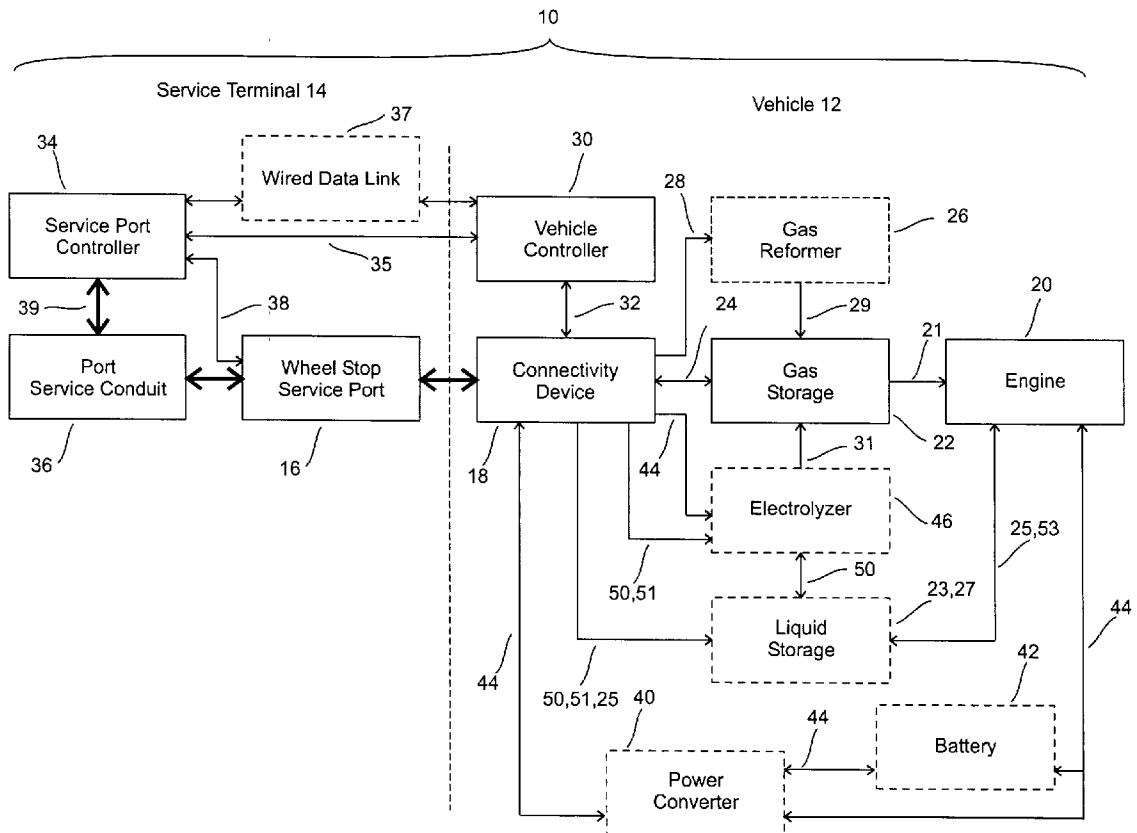 10
Service Terminal 14
Vehicle 12
37
34
30
Wired Data Link
28
26
Service Port
Controller
Vehicle
Controller
Gas
Reformer
35
20
39
38
32
24
29
21
Port
Service Conduit
Wheel Stop
Service Port
Connectivity
Device
Gas
Storage
Engine
36
16
18
44
31
22
Electrolyzer
46
25,53
50,51
50
23,27
Liquid
Storage
44
44
50,51,25
40
42
44
Battery
Power
Converter